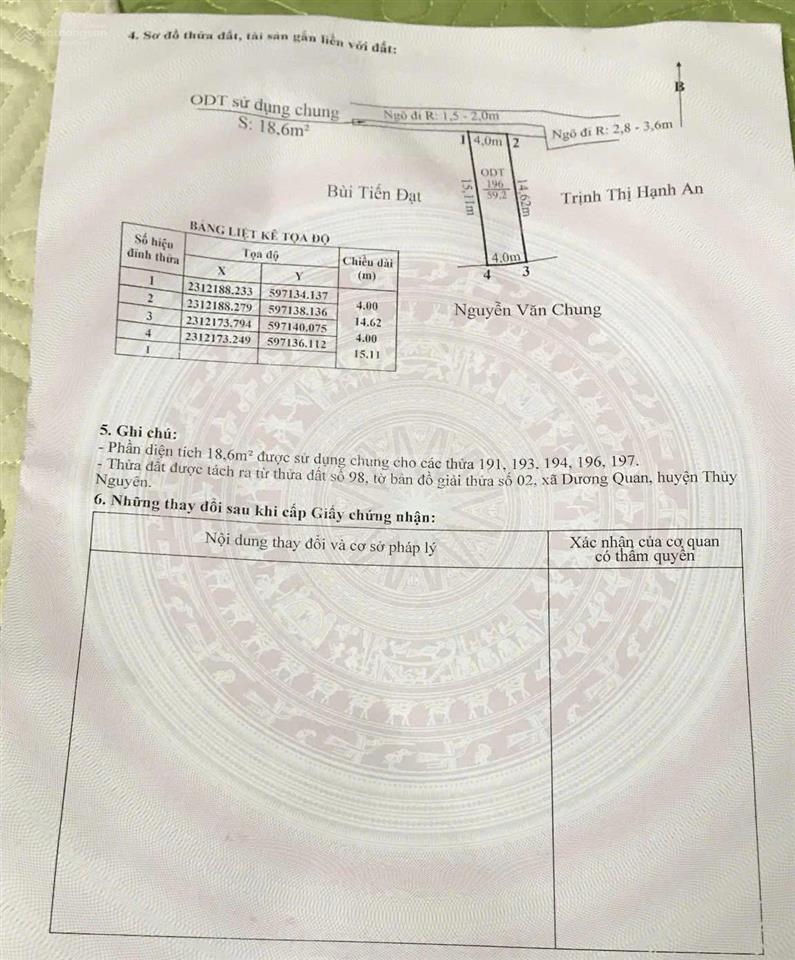 4. Sơ đồ thửa đất, tài sản gắn liền với đất:
B
ODT sử dụng chung
S: 18,6m²
Ngõ đi R: 1,5 - 2,0m
Ngõ đi R: 2,8 - 3,6m
1 4,0m 2
ODT
196
59,2
15,11m
14,62m
Bùi Tiến Đạt
Trịnh Thị Hạnh An
4,0m
4 3
Nguyễn Văn Chung
BẢNG LIỆT KÊ TỌA ĐỘ
Số hiệu đỉnh thửa Tọa độ Chiều dài (m)
X Y
1 2312188.233 597134.137
4.00
2 2312188.279 597138.136
14.62
3 2312173.794 597140.075
4.00
4 2312173.249 597136.112
15.11
1
5. Ghi chú:
- Phần diện tích 18,6m² được sử dụng chung cho các thửa 191, 193, 194, 196, 197.
- Thửa đất được tách ra từ thửa đất số 98, tờ bản đồ giải thửa số 02, xã Dương Quan, huyện Thủy
Nguyên.
6. Những thay đổi sau khi cấp Giấy chứng nhận:
Nội dung thay đổi và cơ sở pháp lý
Xác nhận của cơ quan
có thẩm quyền